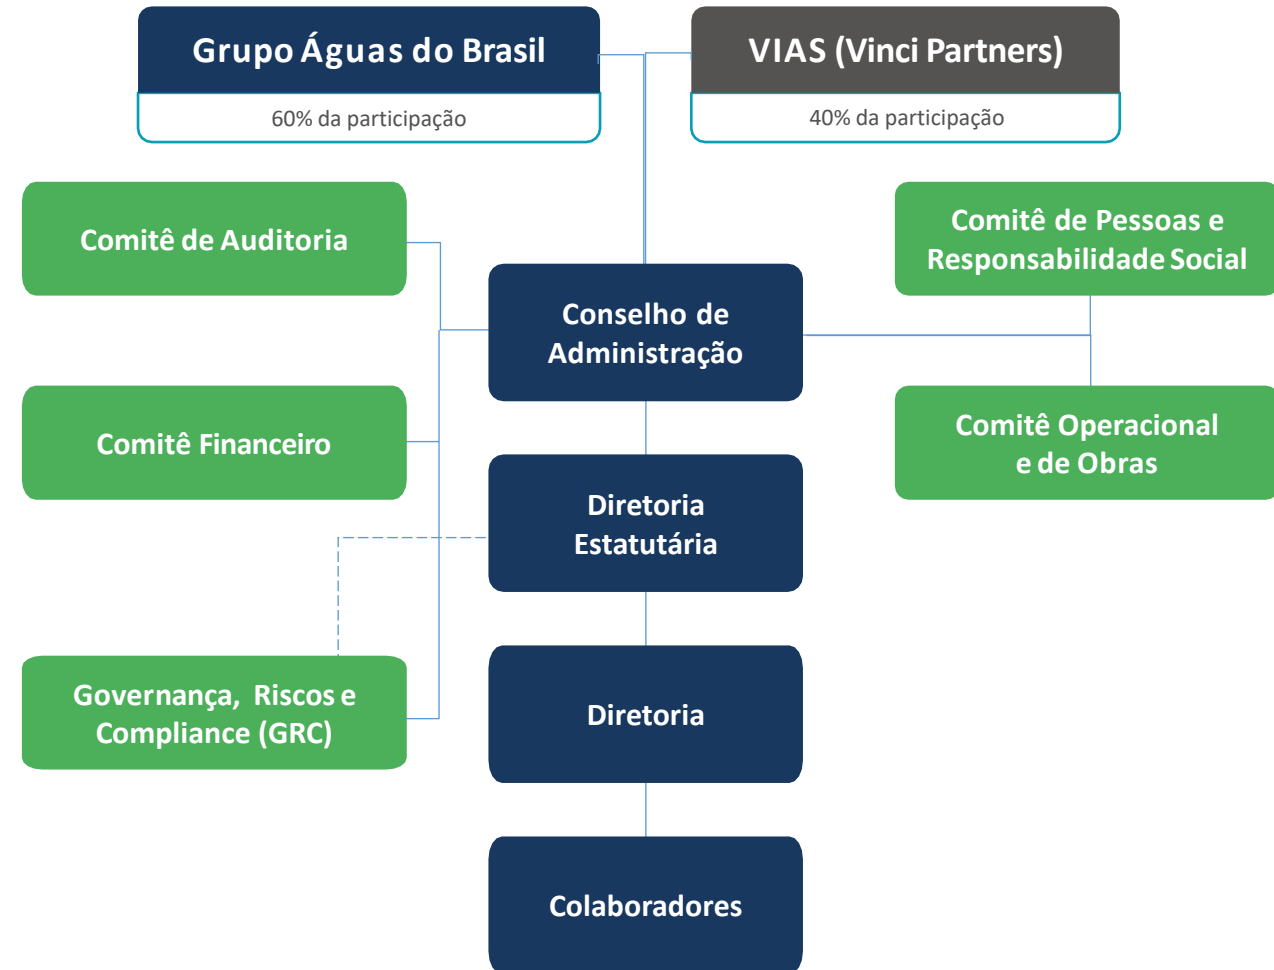 Grupo Águas do Brasil
60% da participação
VIAS (Vinci Partners)
40% da participação
Comitê de Auditoria
Comitê de Pessoas e
Responsabilidade Social
Conselho de
Administração
Comitê Financeiro
Comitê Operacional
e de Obras
Diretoria
Estatutária
Governança, Riscos e
Compliance (GRC)
Diretoria
Colaboradores